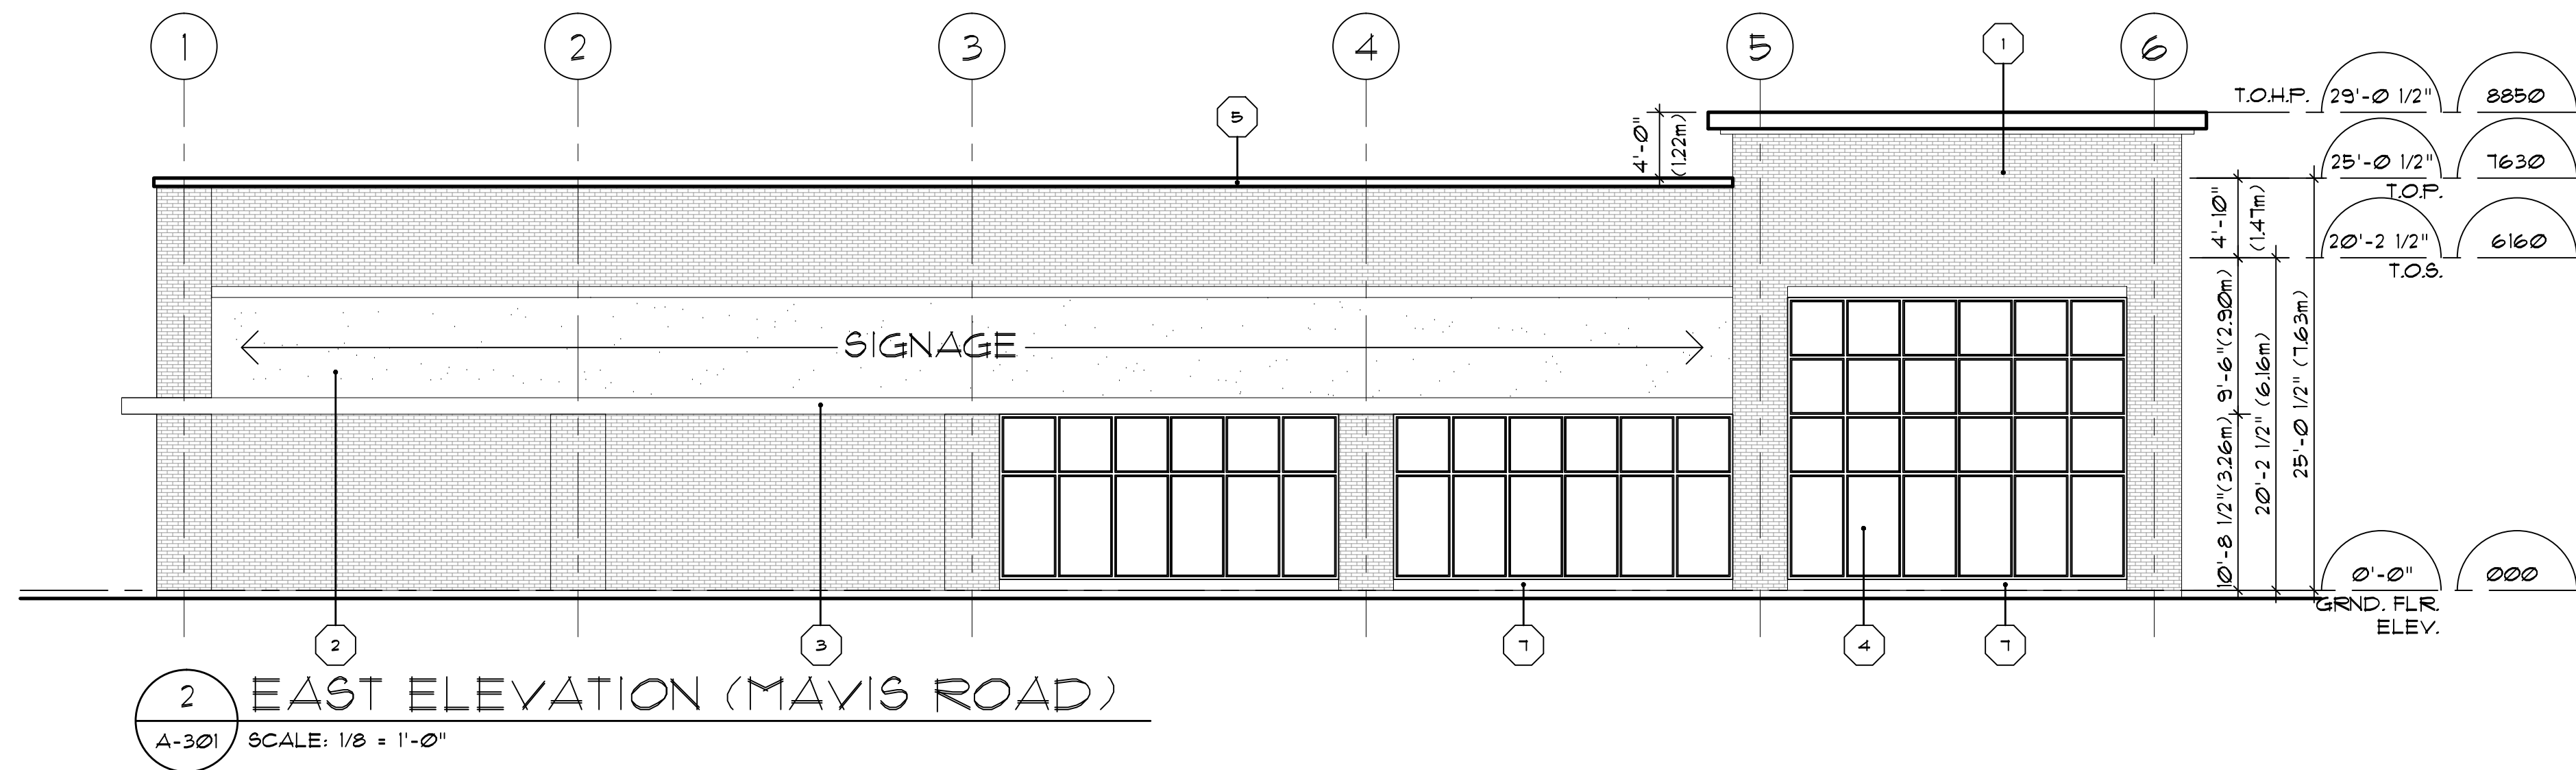 1 2 3 4 5 6
1
5
T.O.H.P. 29'-0 1/2" 8850
4'-0" (1.22m)
25'-0 1/2" 7630
T.O.P.
4'-10" (1.47m)
20'-2 1/2" 6160
T.O.S.
9'-6" (2.90m)
10'-8 1/2" (3.26m)
20'-2 1/2" (6.16m)
25'-0 1/2" (7.63m)
SIGNAGE
0'-0" 000
GRND. FLR.
ELEV.
2 3 7 4 7
2
A-301
EAST ELEVATION (MAVIS ROAD)
SCALE: 1/8 = 1'-0"